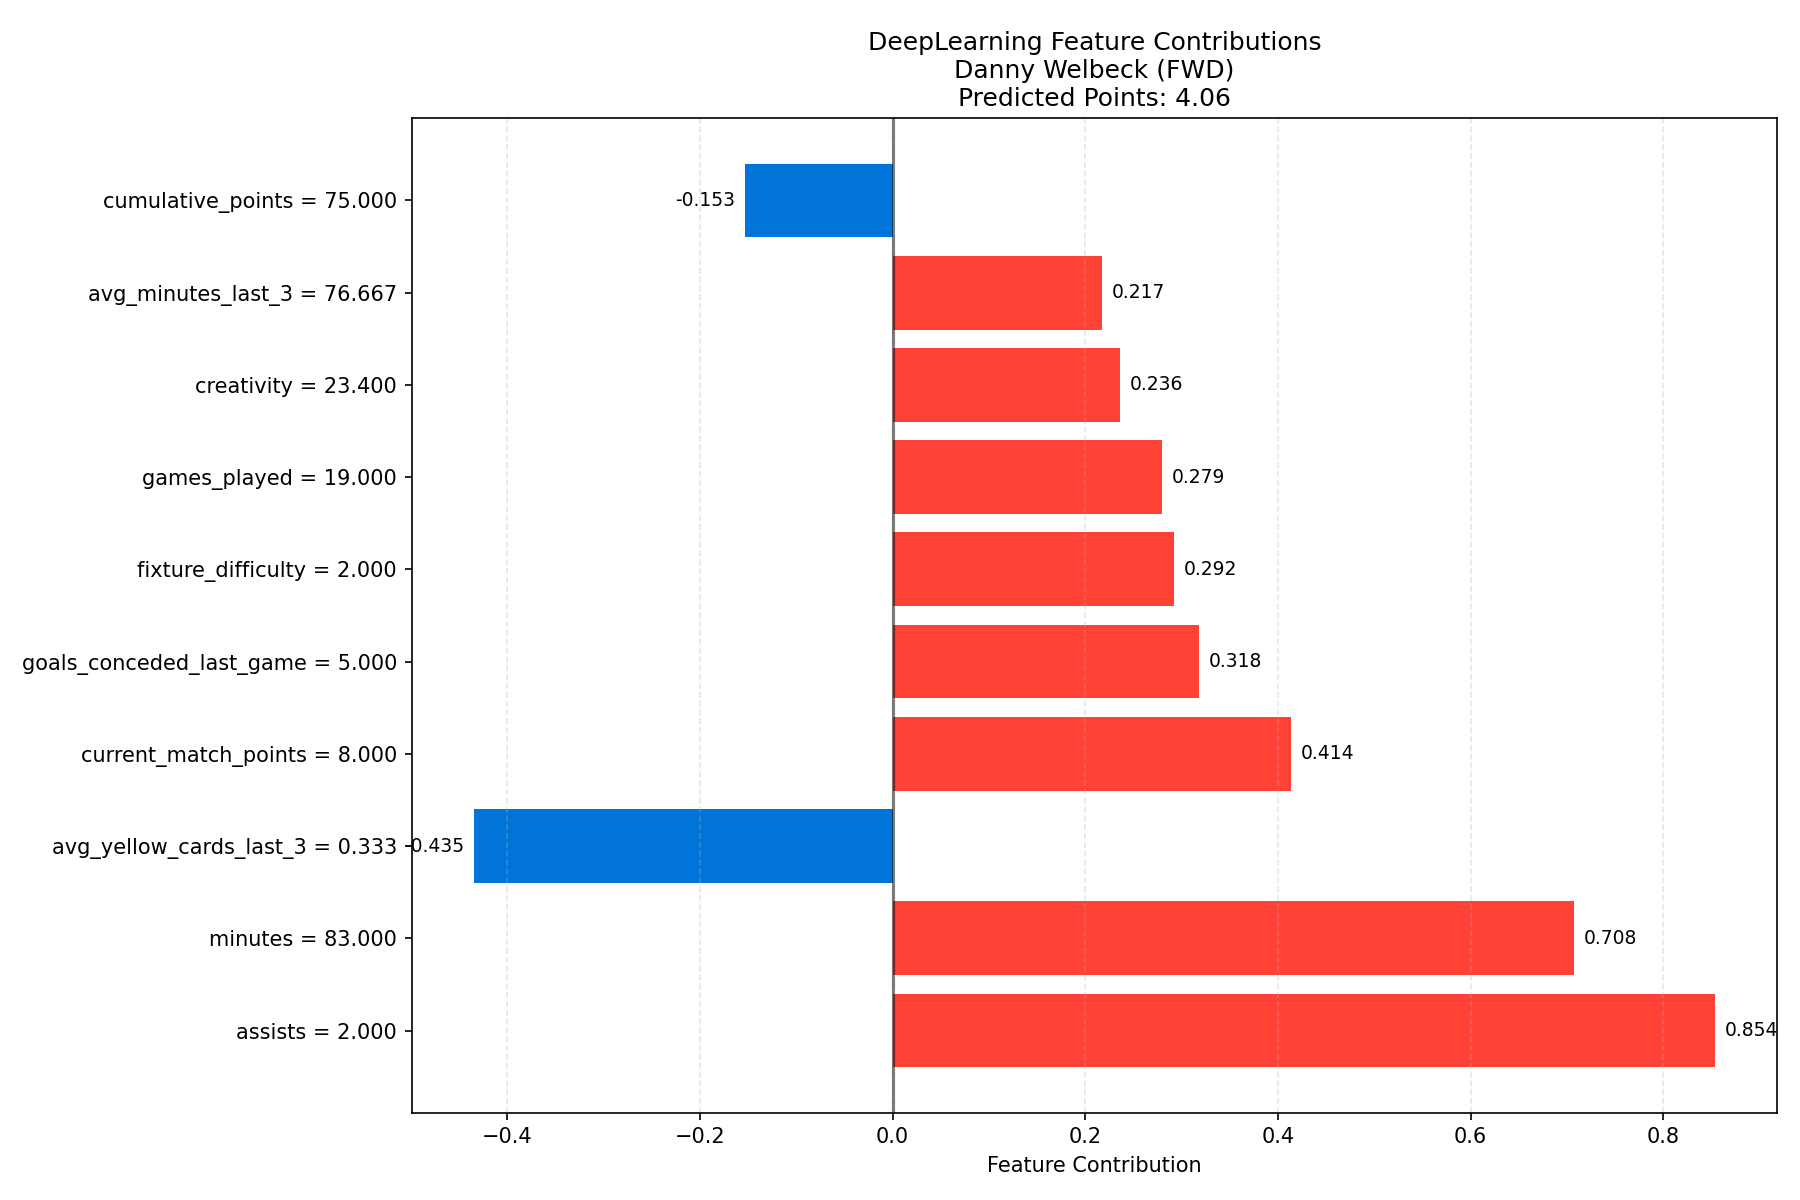 DeepLearning Feature Contributions
Danny Welbeck (FWD)
Predicted Points: 4.06
cumulative_points = 75.000
-0.153
avg_minutes_last_3 = 76.667
0.217
creativity = 23.400
0.236
games_played = 19.000
0.279
fixture_difficulty = 2.000
0.292
goals_conceded_last_game = 5.000
0.318
current_match_points = 8.000
0.414
avg_yellow_cards_last_3 = 0.333
-0.435
minutes = 83.000
0.708
assists = 2.000
0.854
−0.4 −0.2 0.0 0.2 0.4 0.6 0.8
Feature Contribution